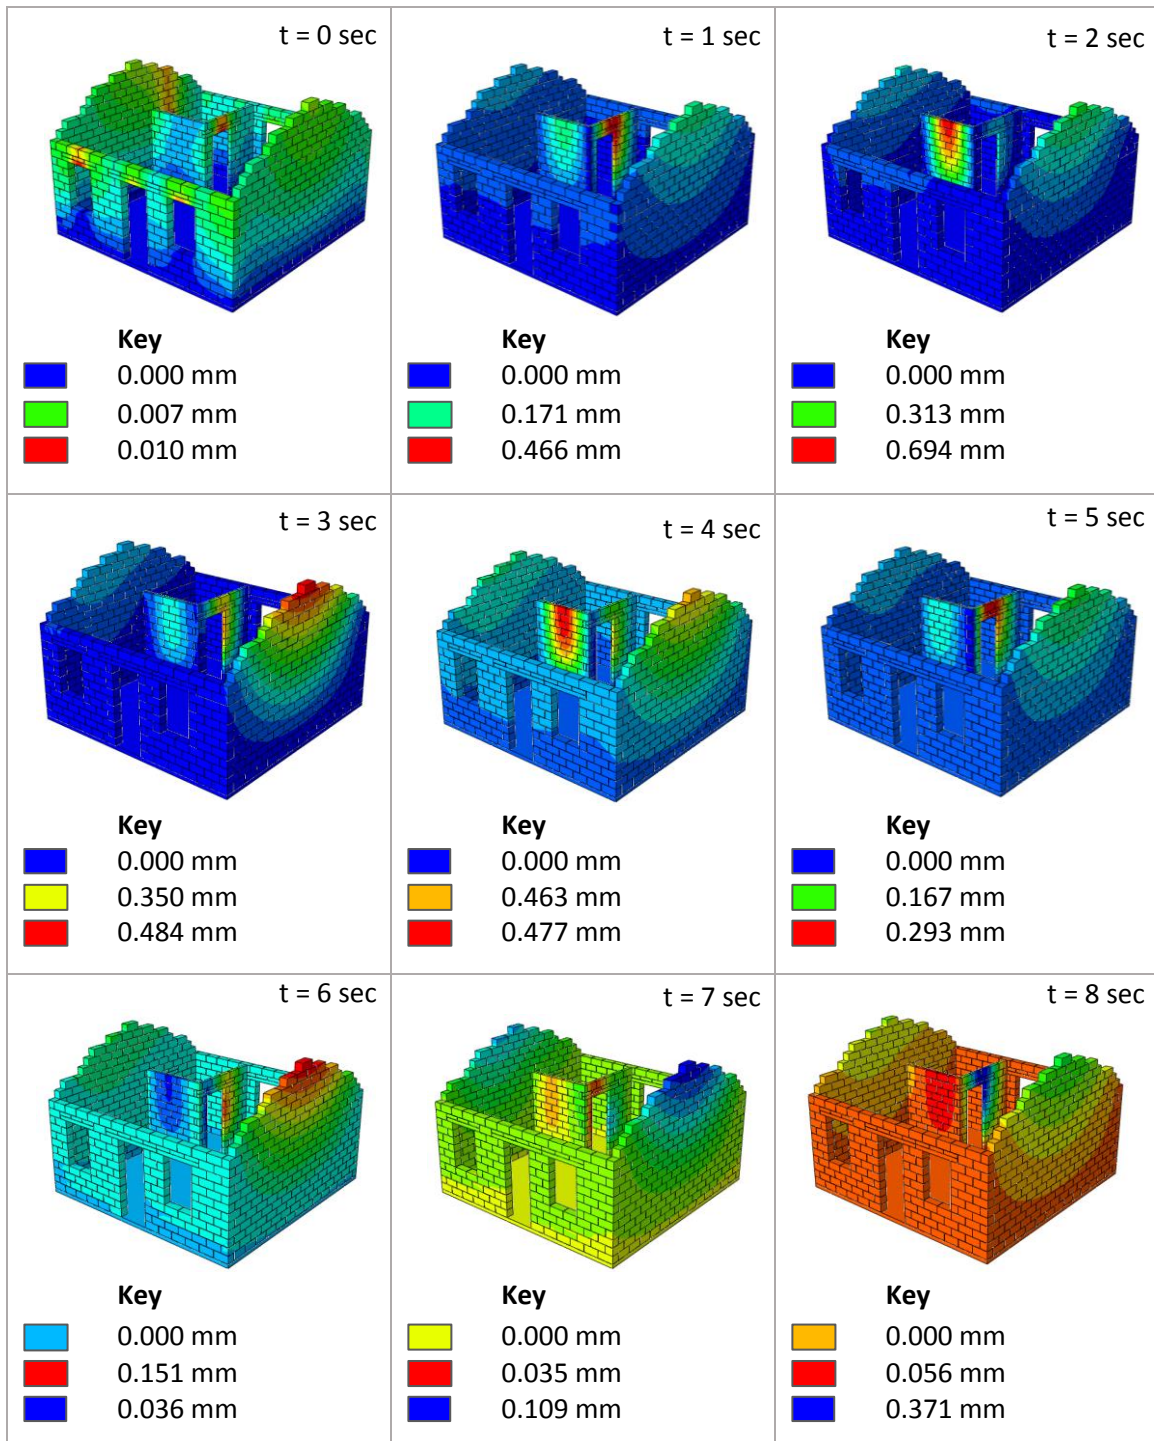 t = 0 sec
Key
0.000 mm
0.007 mm
0.010 mm
t = 1 sec
Key
0.000 mm
0.171 mm
0.466 mm
t = 2 sec
Key
0.000 mm
0.313 mm
0.694 mm
t = 3 sec
Key
0.000 mm
0.350 mm
0.484 mm
t = 4 sec
Key
0.000 mm
0.463 mm
0.477 mm
t = 5 sec
Key
0.000 mm
0.167 mm
0.293 mm
t = 6 sec
Key
0.000 mm
0.151 mm
0.036 mm
t = 7 sec
Key
0.000 mm
0.035 mm
0.109 mm
t = 8 sec
Key
0.000 mm
0.056 mm
0.371 mm